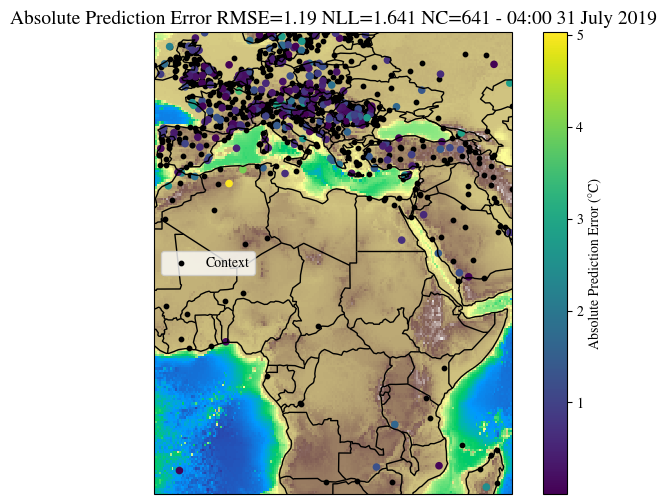 Absolute Prediction Error RMSE=1.19 NLL=1.641 NC=641 - 04:00 31 July 2019
Context
5
4
3
2
1
Absolute Prediction Error (°C)